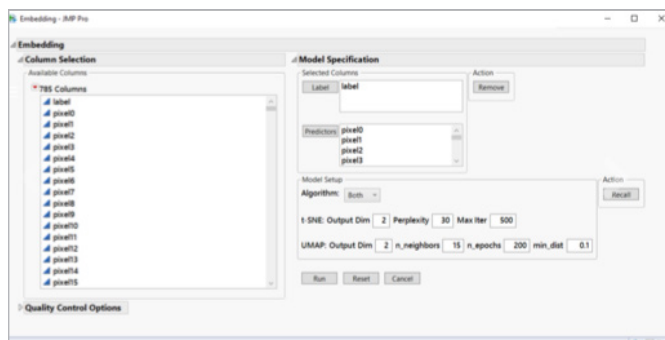 Embedding - JMP Pro
Embedding
Column Selection
Available Columns
785 Columns
label
pixel0
pixel1
pixel2
pixel3
pixel4
pixel5
pixel6
pixel7
pixel8
pixel9
pixel10
pixel11
pixel12
pixel13
pixel14
pixel15
Quality Control Options
Model Specification
Selected Columns
Label label
Predictors pixel0
pixel1
pixel2
pixel3
Action
Remove
Model Setup
Algorithm: Both
t-SNE: Output Dim 2 Perplexity 30 Max Iter 500
UMAP: Output Dim 2 n_neighbors 15 n_epochs 200 min_dist 0.1
Action
Recall
Run Reset Cancel